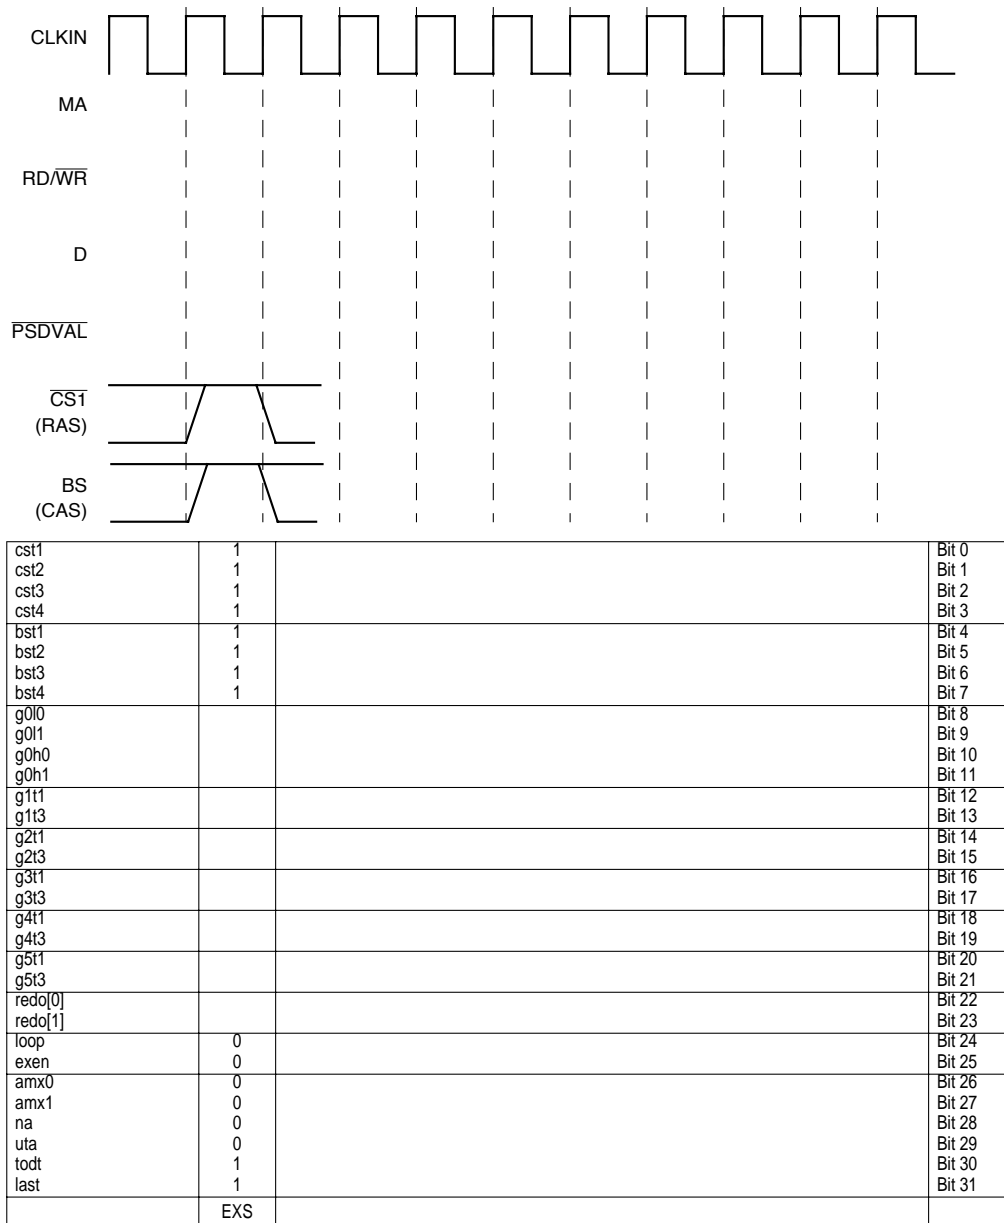 CLKIN
MA
RD/WR
D
PSDVAL
CS1
(RAS)
BS
(CAS)
cst1 1 Bit 0
cst2 1 Bit 1
cst3 1 Bit 2
cst4 1 Bit 3
bst1 1 Bit 4
bst2 1 Bit 5
bst3 1 Bit 6
bst4 1 Bit 7
g0l0 Bit 8
g0l1 Bit 9
g0h0 Bit 10
g0h1 Bit 11
g1t1 Bit 12
g1t3 Bit 13
g2t1 Bit 14
g2t3 Bit 15
g3t1 Bit 16
g3t3 Bit 17
g4t1 Bit 18
g4t3 Bit 19
g5t1 Bit 20
g5t3 Bit 21
redo[0] Bit 22
redo[1] Bit 23
loop 0 Bit 24
exen 0 Bit 25
amx0 0 Bit 26
amx1 0 Bit 27
na 0 Bit 28
uta 0 Bit 29
todt 1 Bit 30
last 1 Bit 31
EXS